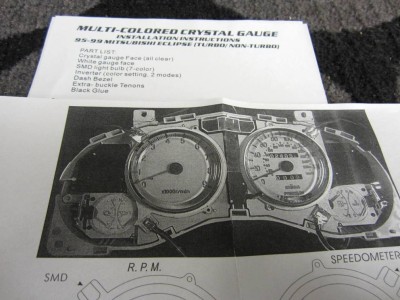 MULTI-COLORED CRYSTAL GAUGE
INSTALLATION INSTRUCTIONS
95-99 MITSUBISHI ECLIPSE (TURBO/NON-TURBO)
PART LIST:
Crystal gauge Face (all clear)
White gauge face
SMD light bulb (7-color)
Inverter (color setting, 2 modes)
Dash Bezel
Extra- buckle Tenons
Black Glue
SMD
R.P.M.
SPEEDOMETER